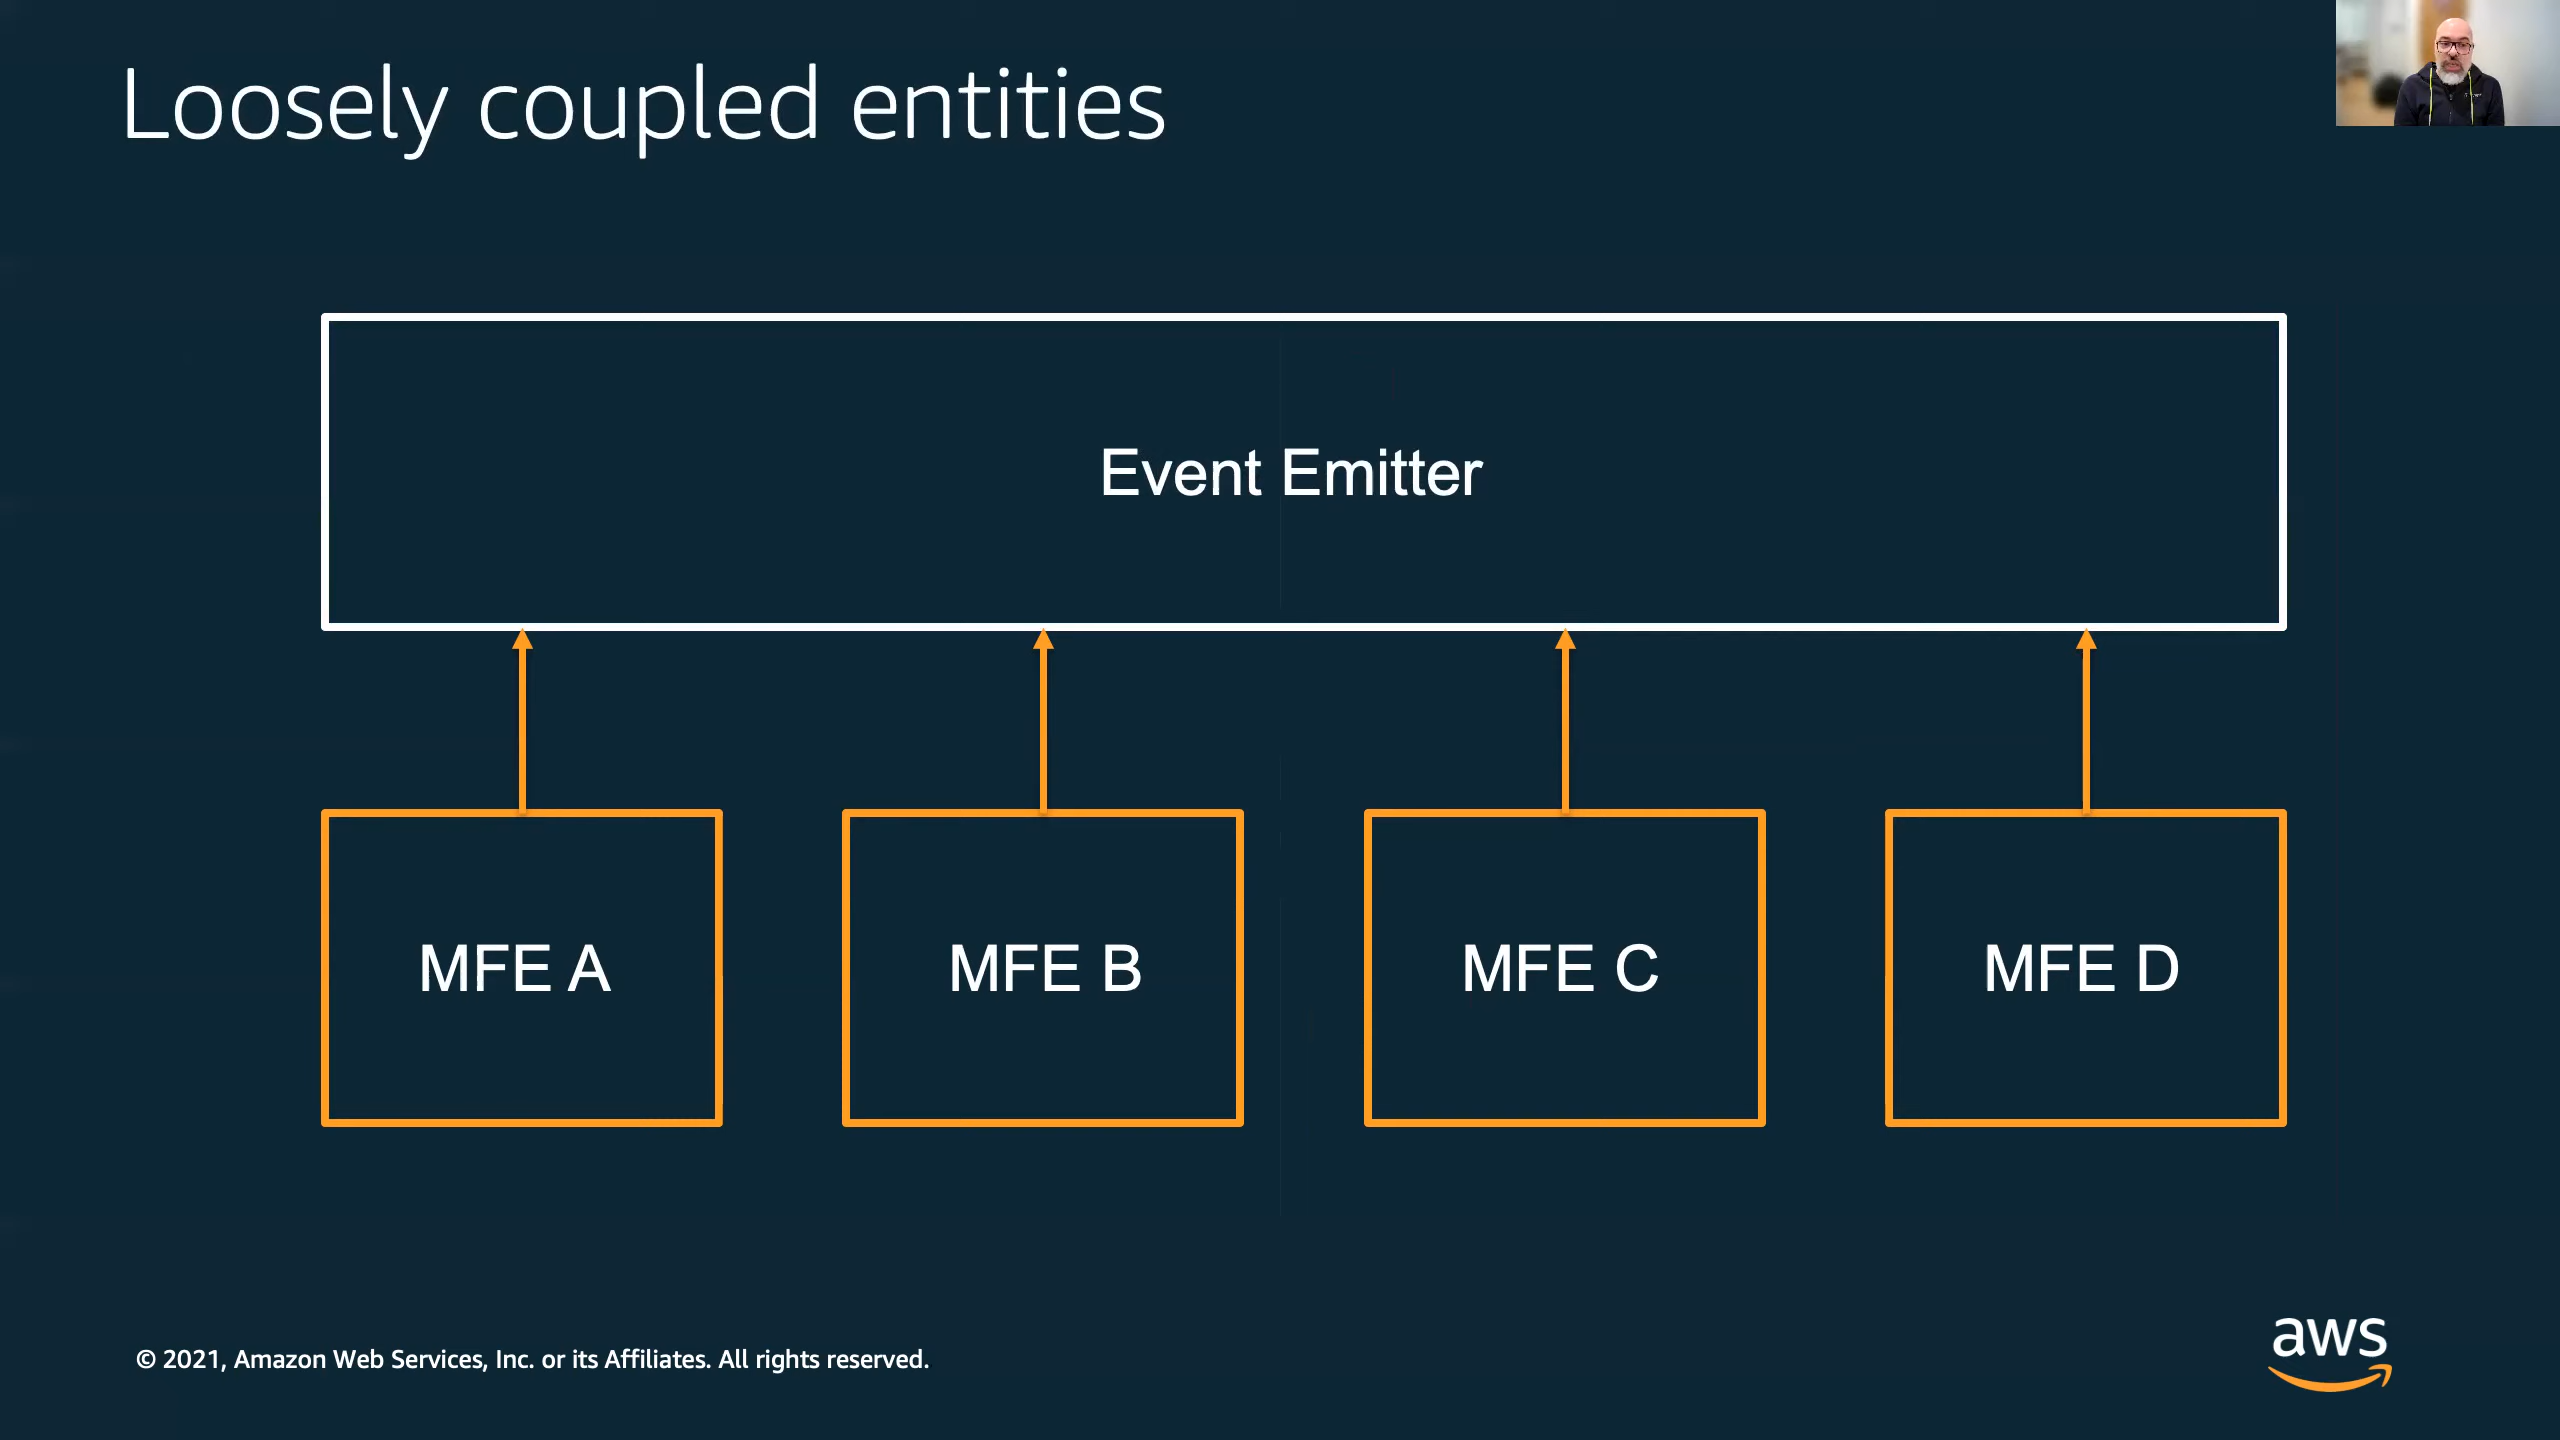 Loosely coupled entities
Event Emitter
MFE A
MFE B
MFE C
MFE D
© 2021, Amazon Web Services, Inc. or its Affiliates. All rights reserved.
aws